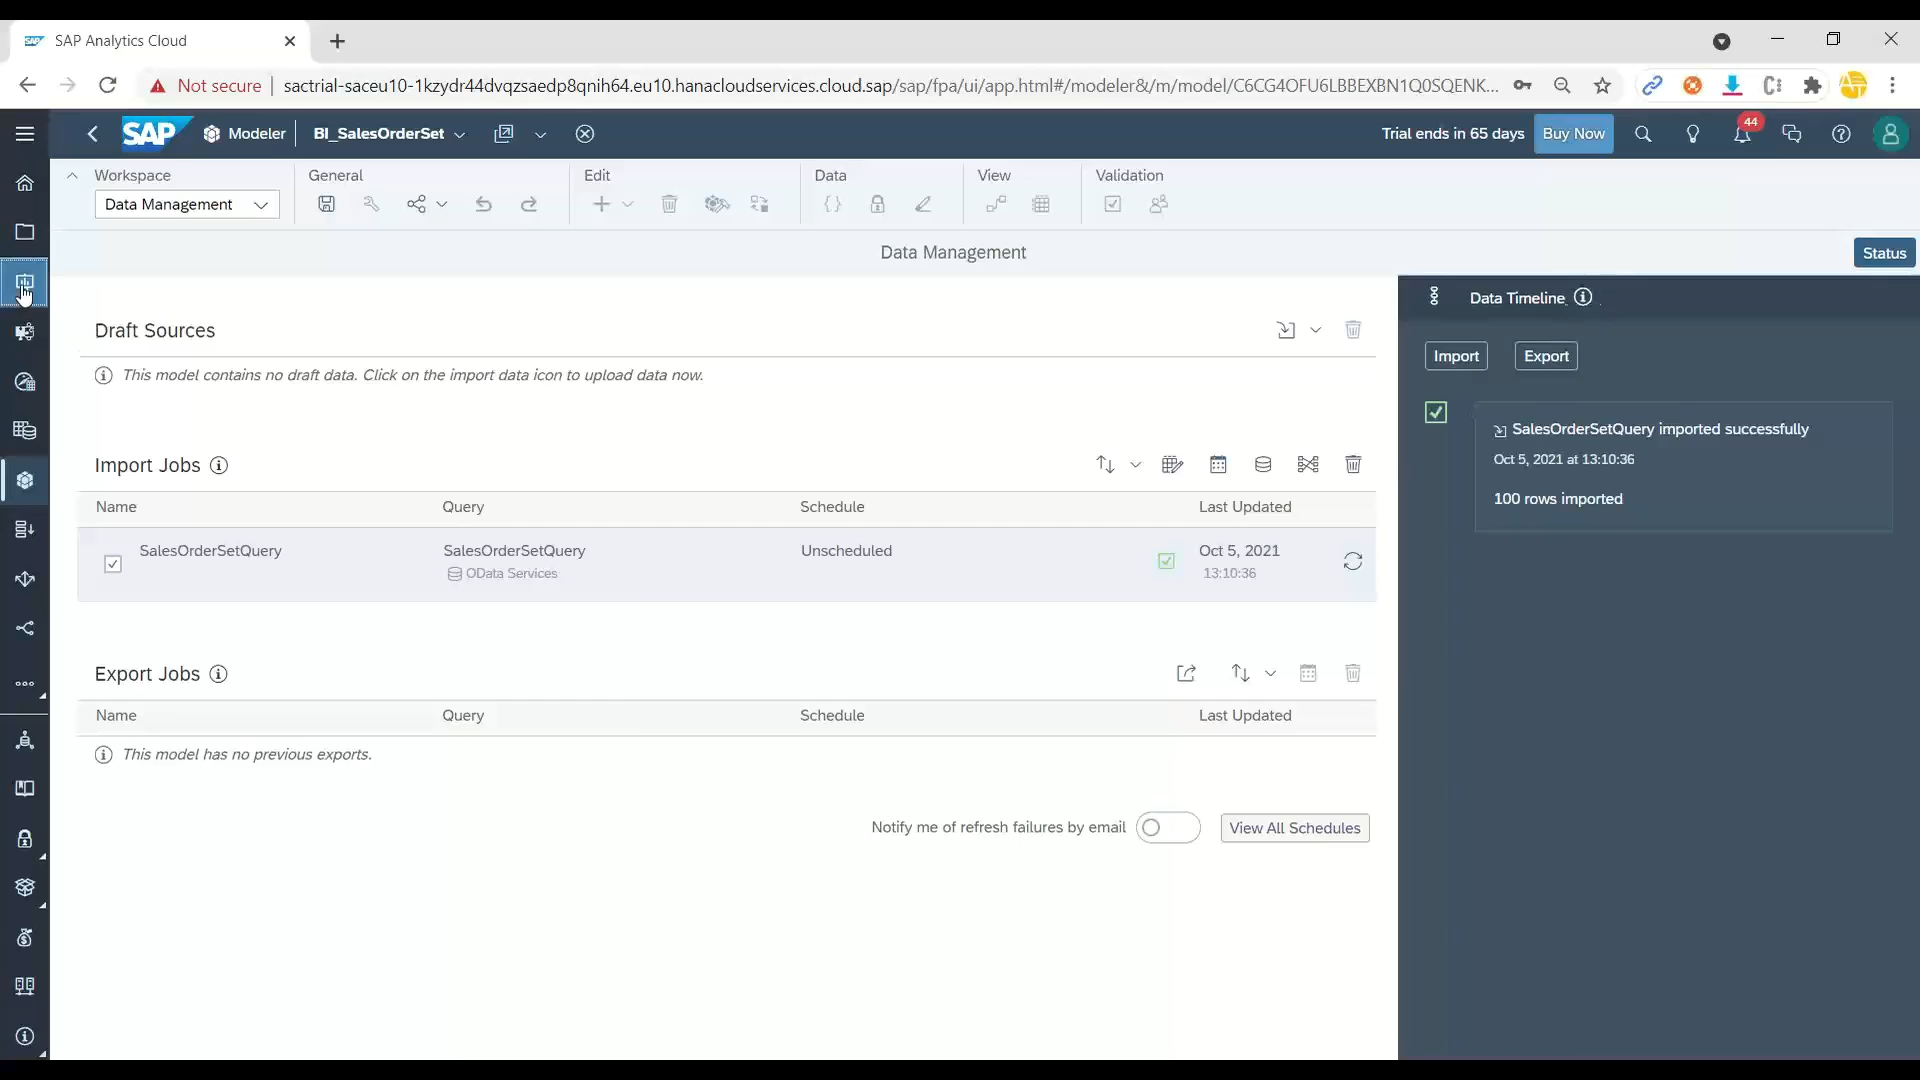 SAP Analytics Cloud
Not secure | sactrial-saceu10-1kzydr44dvqzsaedp8qnih64.eu10.hanacloudservices.cloud.sap/sap/fpa/ui/app.html#/modeler&/m/model/C6CG4OFU6LBBEXBN1Q0SQENK...
SAP Modeler BI_SalesOrderSet Trial ends in 65 days Buy Now 44
Workspace General Edit Data View Validation
Data Management
Data Management Status
Draft Sources
This model contains no draft data. Click on the import data icon to upload data now.
Import Jobs
Name Query Schedule Last Updated
SalesOrderSetQuery SalesOrderSetQuery Unscheduled Oct 5, 2021
OData Services 13:10:36
Export Jobs
Name Query Schedule Last Updated
This model has no previous exports.
Notify me of refresh failures by email View All Schedules
Data Timeline
Import Export
SalesOrderSetQuery imported successfully
Oct 5, 2021 at 13:10:36
100 rows imported